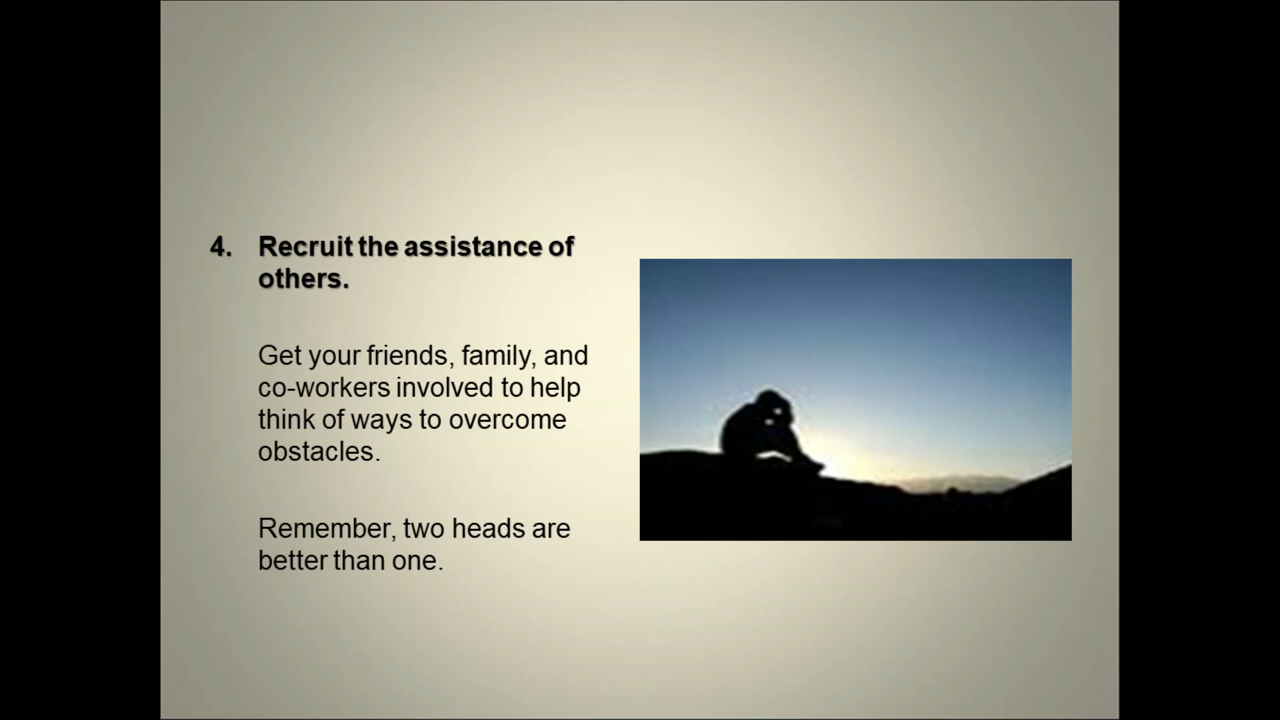 4. Recruit the assistance of
others.
Get your friends, family, and
co-workers involved to help
think of ways to overcome
obstacles.
Remember, two heads are
better than one.